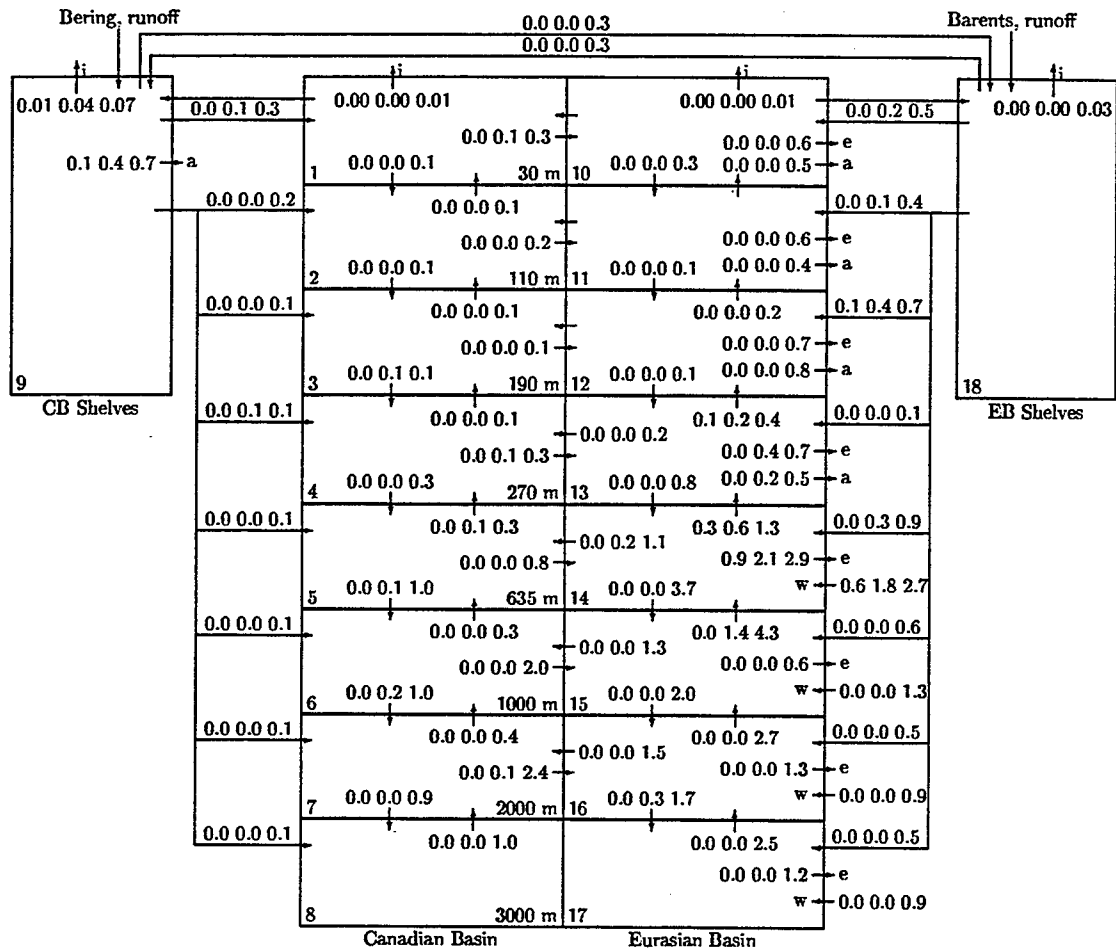 Bering, runoff
0.0 0.0 0.3
Barents, runoff
0.0 0.0 0.3
i
i
i
i
0.01 0.04 0.07
0.0 0.1 0.3
0.00 0.00 0.01
0.00 0.00 0.01
0.0 0.2 0.5
0.00 0.00 0.03
0.0 0.1 0.3
0.0 0.0 0.6 e
0.1 0.4 0.7 a
0.0 0.0 0.1
0.0 0.0 0.3
0.0 0.0 0.5 a
1
30 m
10
0.0 0.0 0.2
0.0 0.0 0.1
0.0 0.1 0.4
0.0 0.0 0.2
0.0 0.0 0.6 e
0.0 0.0 0.1
0.0 0.0 0.1
0.0 0.0 0.4 a
2
110 m
11
0.0 0.0 0.1
0.0 0.0 0.1
0.0 0.0 0.2
0.1 0.4 0.7
0.0 0.0 0.1
0.0 0.0 0.7 e
0.0 0.1 0.1
0.0 0.0 0.1
0.0 0.0 0.8 a
9
3
190 m
12
18
CB Shelves
EB Shelves
0.0 0.1 0.1
0.0 0.0 0.1
0.1 0.2 0.4
0.0 0.0 0.1
0.0 0.0 0.2
0.0 0.1 0.3
0.0 0.4 0.7 e
0.0 0.0 0.3
0.0 0.0 0.8
0.0 0.2 0.5 a
4
270 m
13
0.0 0.0 0.1
0.0 0.1 0.3
0.3 0.6 1.3
0.0 0.3 0.9
0.0 0.2 1.1
0.0 0.0 0.8
0.9 2.1 2.9 e
0.0 0.1 1.0
0.0 0.0 3.7
w 0.6 1.8 2.7
5
635 m
14
0.0 0.0 0.1
0.0 0.0 0.3
0.0 1.4 4.3
0.0 0.0 0.6
0.0 0.0 1.3
0.0 0.0 2.0
0.0 0.0 0.6 e
0.0 0.2 1.0
0.0 0.0 2.0
w 0.0 0.0 1.3
6
1000 m
15
0.0 0.0 0.1
0.0 0.0 0.4
0.0 0.0 2.7
0.0 0.0 0.5
0.0 0.0 1.5
0.0 0.1 2.4
0.0 0.0 1.3 e
0.0 0.0 0.9
0.0 0.3 1.7
w 0.0 0.0 0.9
7
2000 m
16
0.0 0.0 0.1
0.0 0.0 1.0
0.0 0.0 2.5
0.0 0.0 0.5
0.0 0.0 1.2 e
w 0.0 0.0 0.9
8
3000 m
17
Canadian Basin
Eurasian Basin